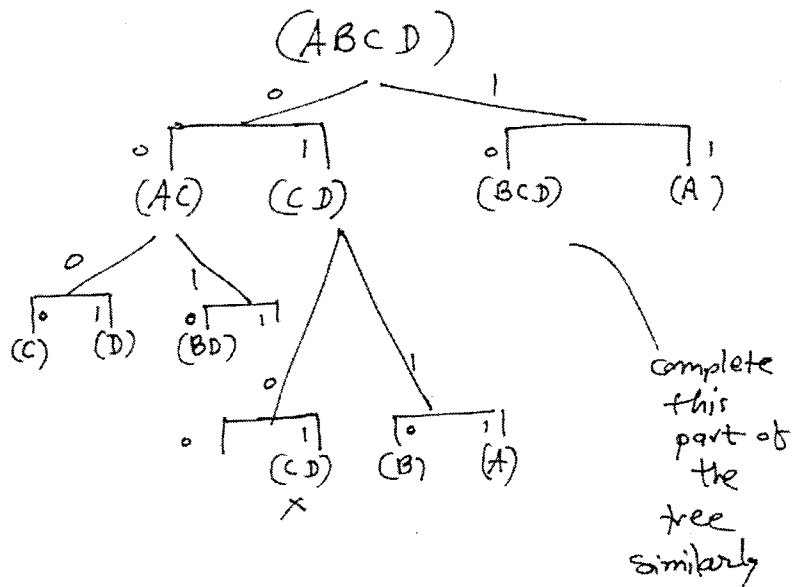 (ABCD)
0 1
0 1 0 1
(AC) (CD) (BCD) (A)
0 1
0 1 0 1
(C) (D) (BD)
0 1
0 1 0 1
(CD) (B) (A)
X
complete
this
part of
the
tree
similarly